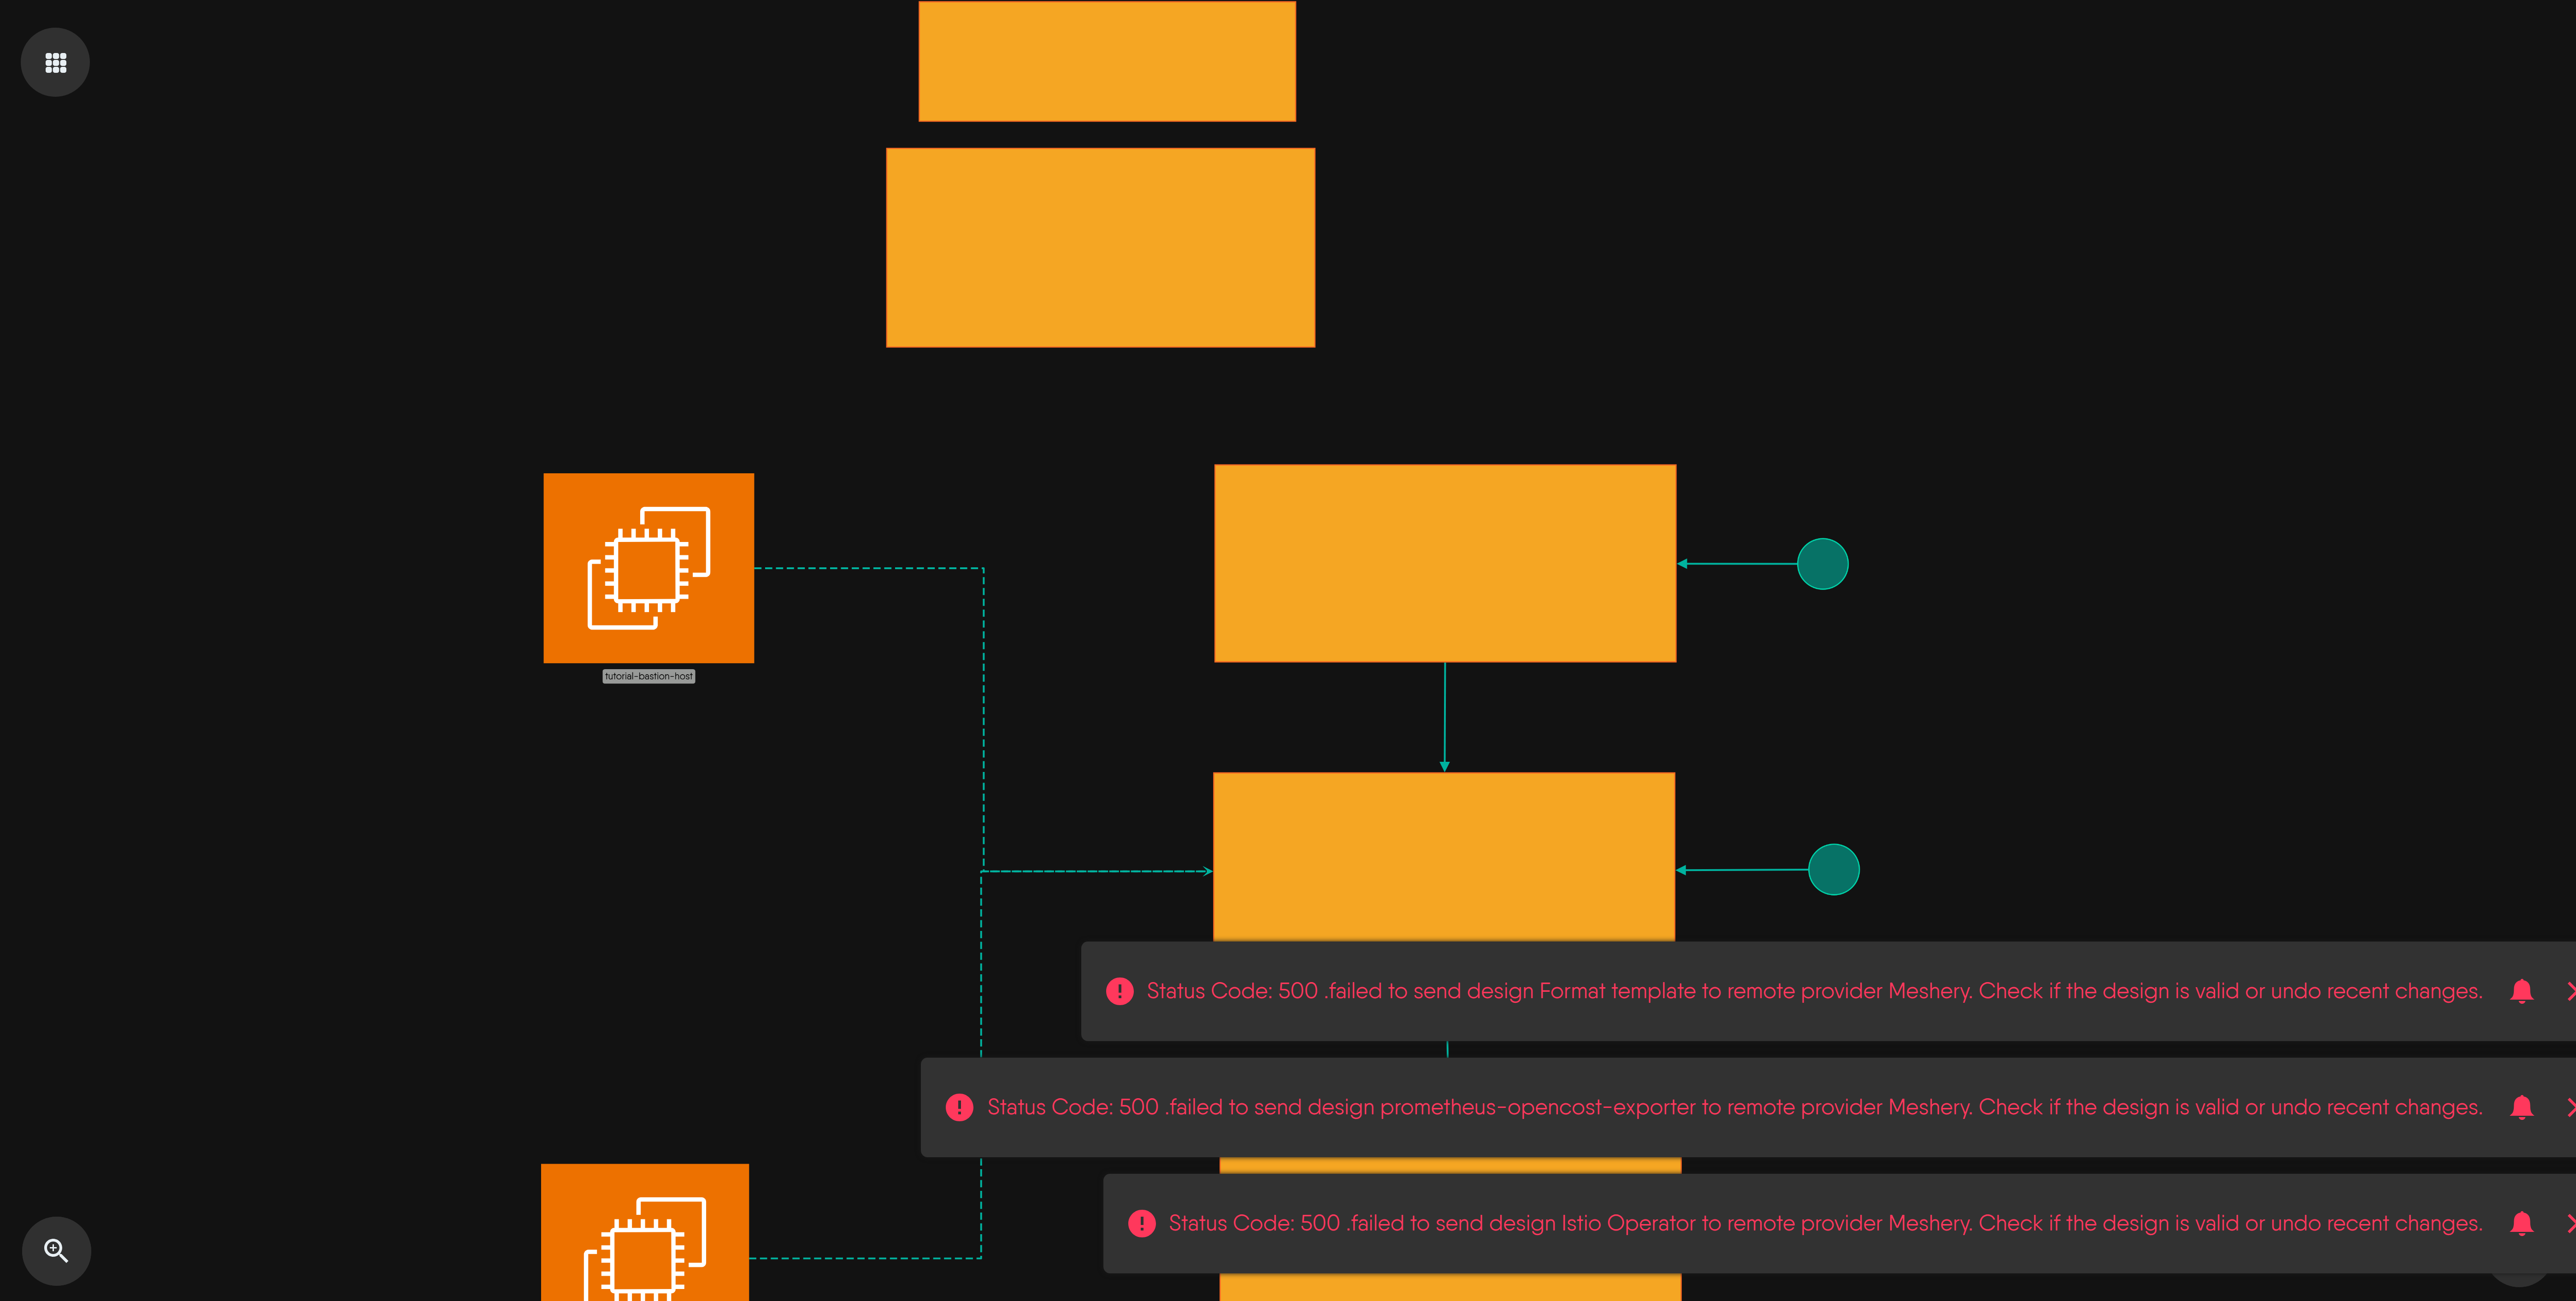 tutorial-bastion-host
Status Code: 500 .failed to send design Format template to remote provider Meshery. Check if the design is valid or undo recent changes.
Status Code: 500 .failed to send design prometheus-opencost-exporter to remote provider Meshery. Check if the design is valid or undo recent changes.
Status Code: 500 .failed to send design Istio Operator to remote provider Meshery. Check if the design is valid or undo recent changes.